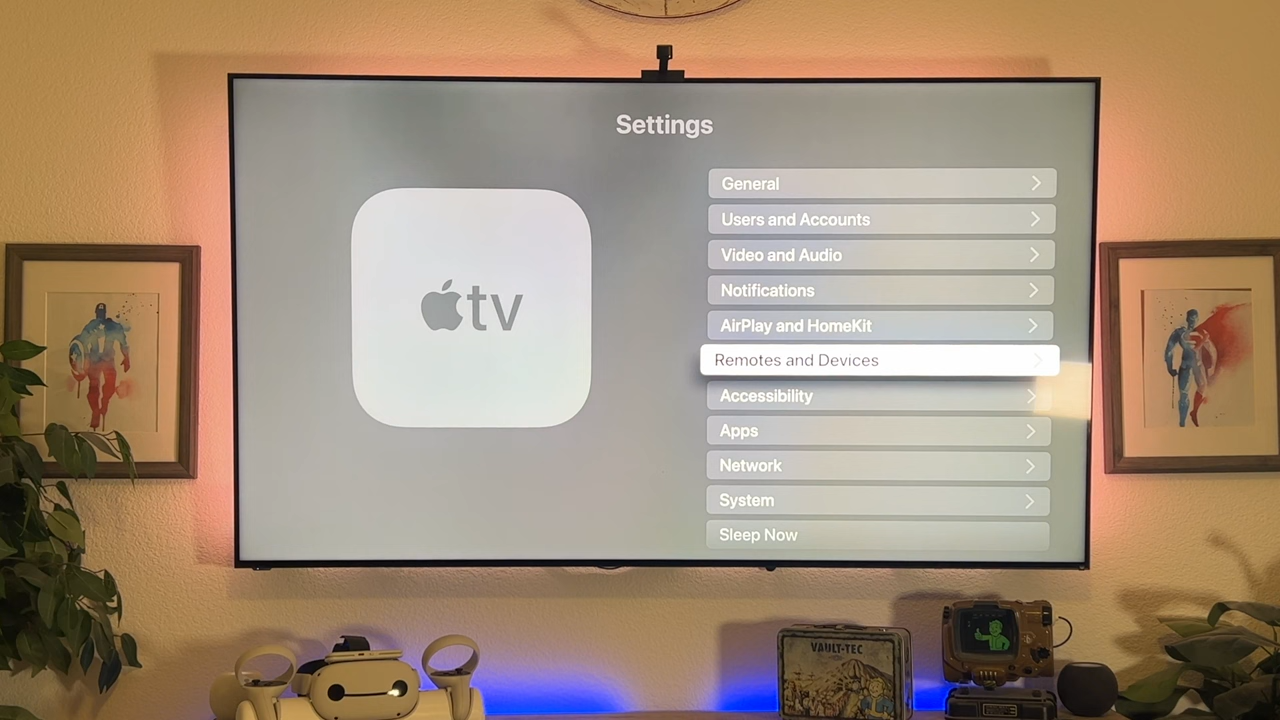 Settings
tv
General
Users and Accounts
Video and Audio
Notifications
AirPlay and HomeKit
Remotes and Devices
Accessibility
Apps
Network
System
Sleep Now
VAULT-TEC